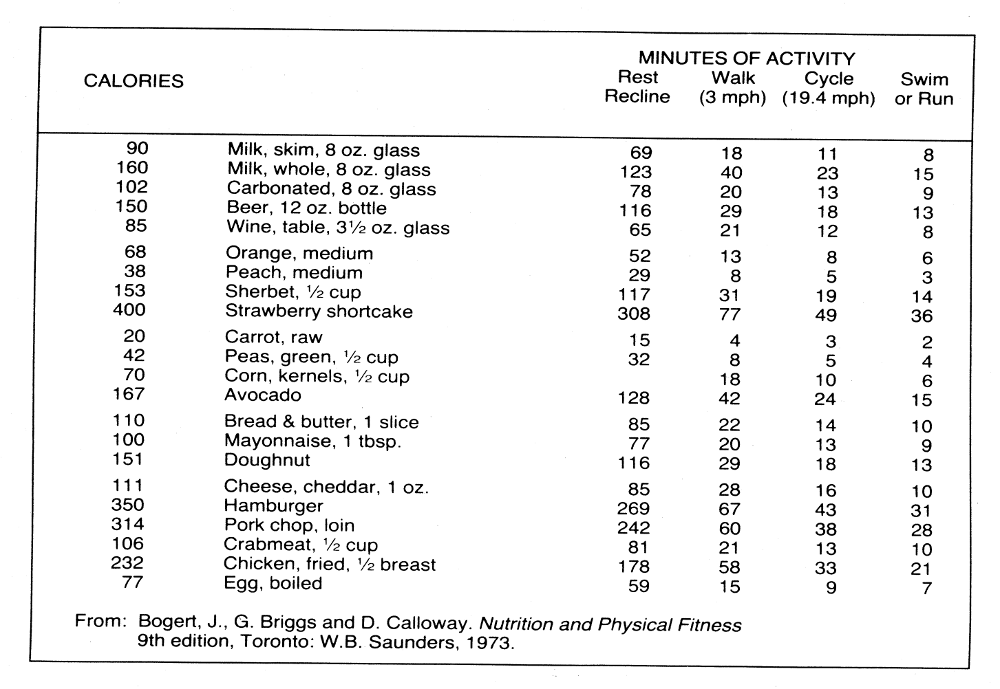 MINUTES OF ACTIVITY
CALORIES Rest Walk Cycle Swim
Recline (3 mph) (19.4 mph) or Run
90 Milk, skim, 8 oz. glass 69 18 11 8
160 Milk, whole, 8 oz. glass 123 40 23 15
102 Carbonated, 8 oz. glass 78 20 13 9
150 Beer, 12 oz. bottle 116 29 18 13
85 Wine, table, 3½ oz. glass 65 21 12 8
68 Orange, medium 52 13 8 6
38 Peach, medium 29 8 5 3
153 Sherbet, ½ cup 117 31 19 14
400 Strawberry shortcake 308 77 49 36
20 Carrot, raw 15 4 3 2
42 Peas, green, ½ cup 32 8 5 4
70 Corn, kernels, ½ cup 18 10 6
167 Avocado 128 42 24 15
110 Bread & butter, 1 slice 85 22 14 10
100 Mayonnaise, 1 tbsp. 77 20 13 9
151 Doughnut 116 29 18 13
111 Cheese, cheddar, 1 oz. 85 28 16 10
350 Hamburger 269 67 43 31
314 Pork chop, loin 242 60 38 28
106 Crabmeat, ½ cup 81 21 13 10
232 Chicken, fried, ½ breast 178 58 33 21
77 Egg, boiled 59 15 9 7
From: Bogert, J., G. Briggs and D. Calloway. Nutrition and Physical Fitness
9th edition, Toronto: W.B. Saunders, 1973.